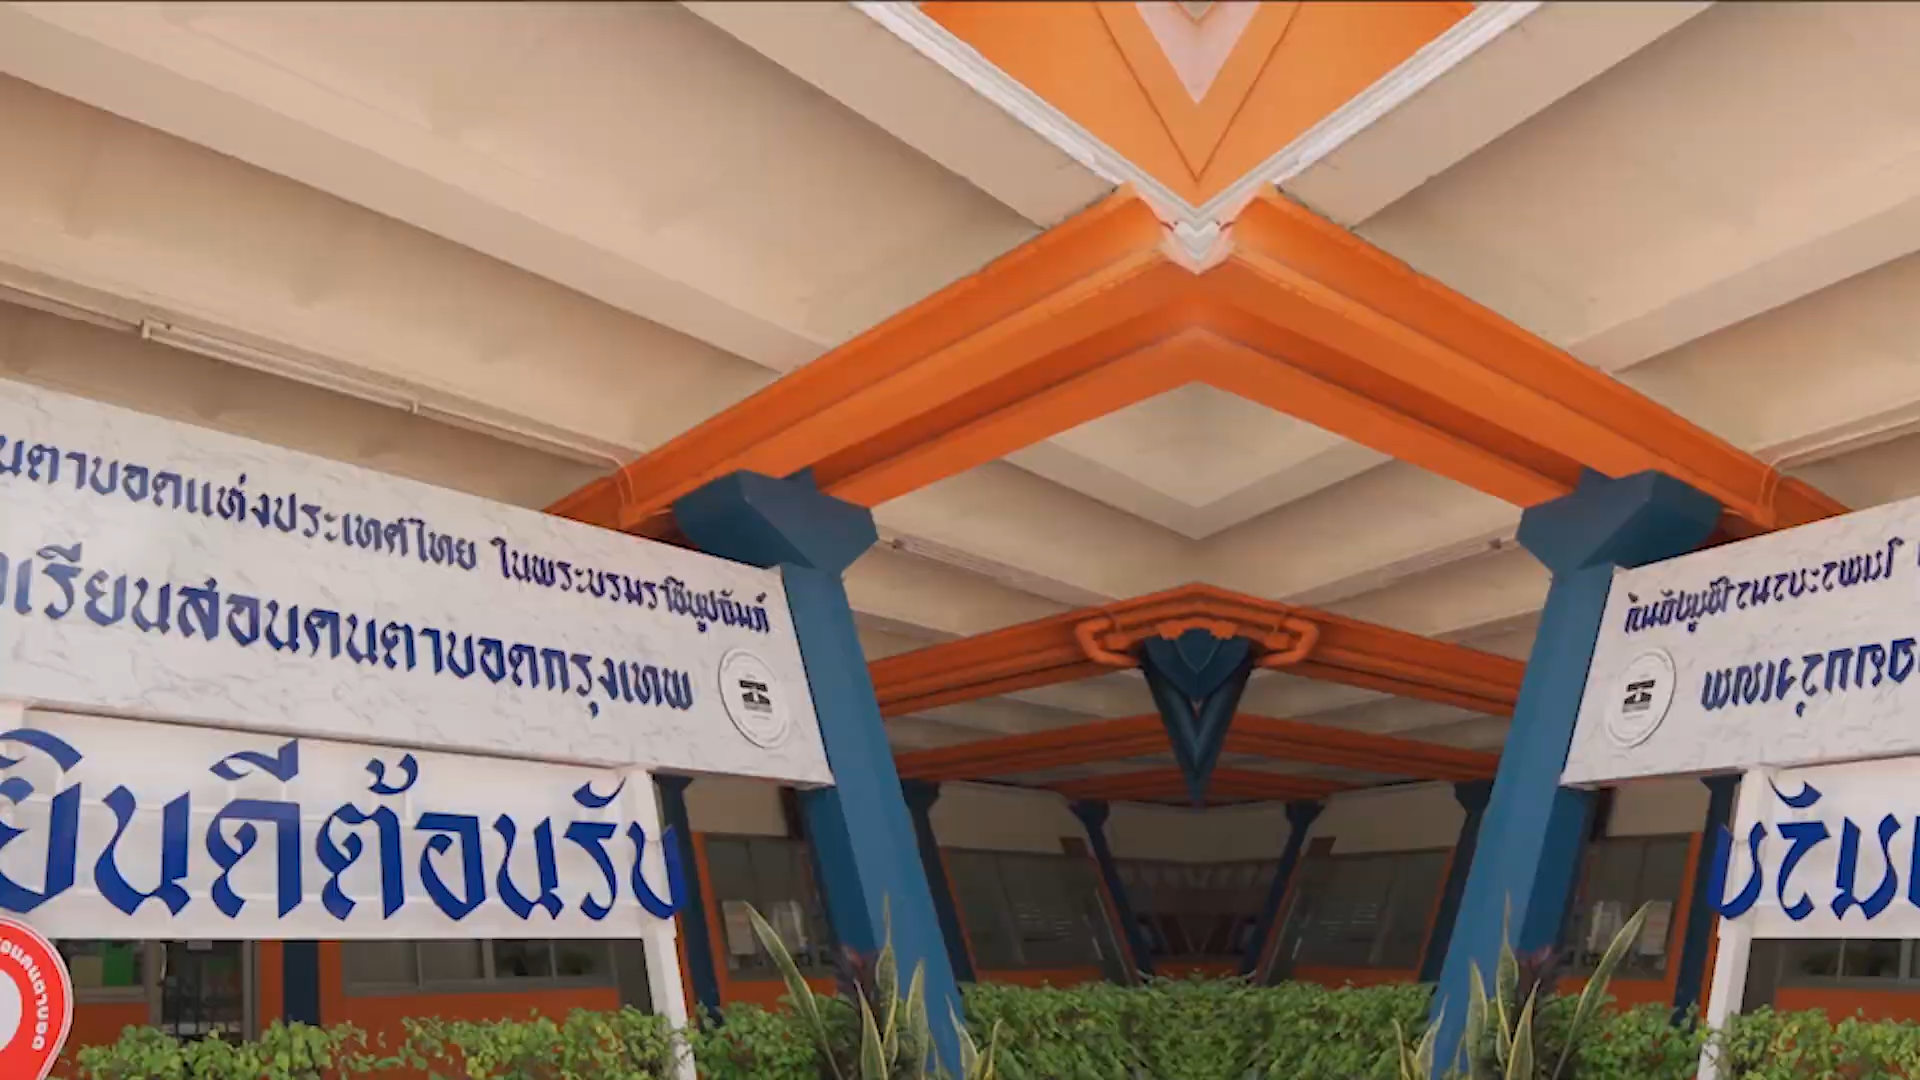 นตาบอดแห่งประเทศไทย ในพระบรมราชินูปถัมภ์
เรียนสอนคนตาบอดกรุงเทพ
ยินดีต้อนรับ